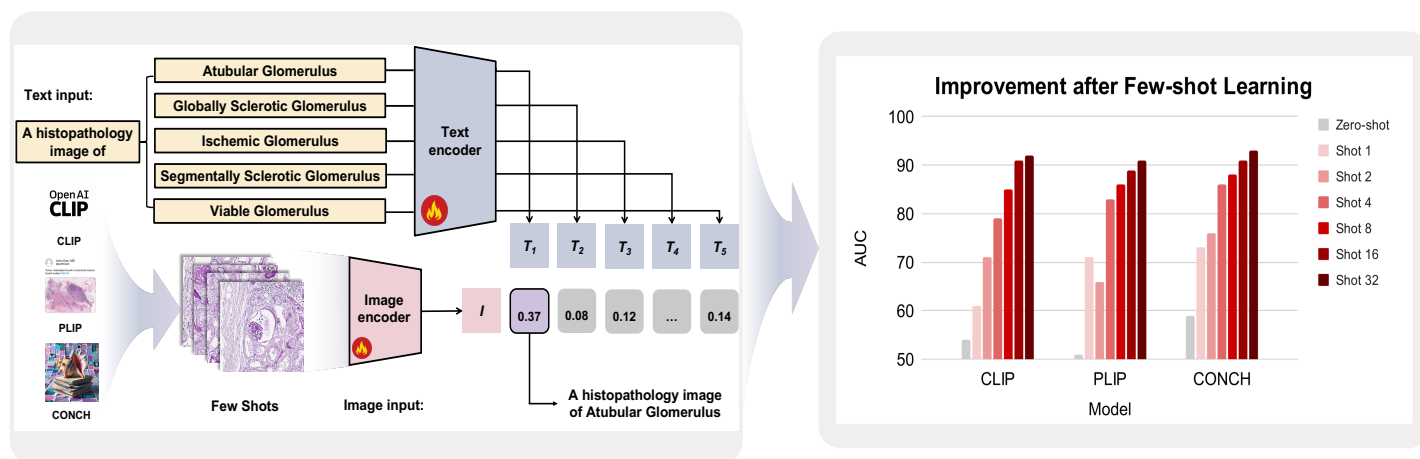 Text input:
A histopathology
image of
Atubular Glomerulus
Globally Sclerotic Glomerulus
Ischemic Glomerulus
Segmentally Sclerotic Glomerulus
Viable Glomerulus
Text
encoder
T1
T2
T3
T4
T5
OpenAI
CLIP
CLIP
PLIP
CONCH
Few Shots
Image
encoder
Image input:
I
0.37
0.08
0.12
...
0.14
A histopathology image
of Atubular Glomerulus
Improvement after Few-shot Learning
AUC
100
90
80
70
60
50
CLIP
PLIP
CONCH
Model
Zero-shot
Shot 1
Shot 2
Shot 4
Shot 8
Shot 16
Shot 32